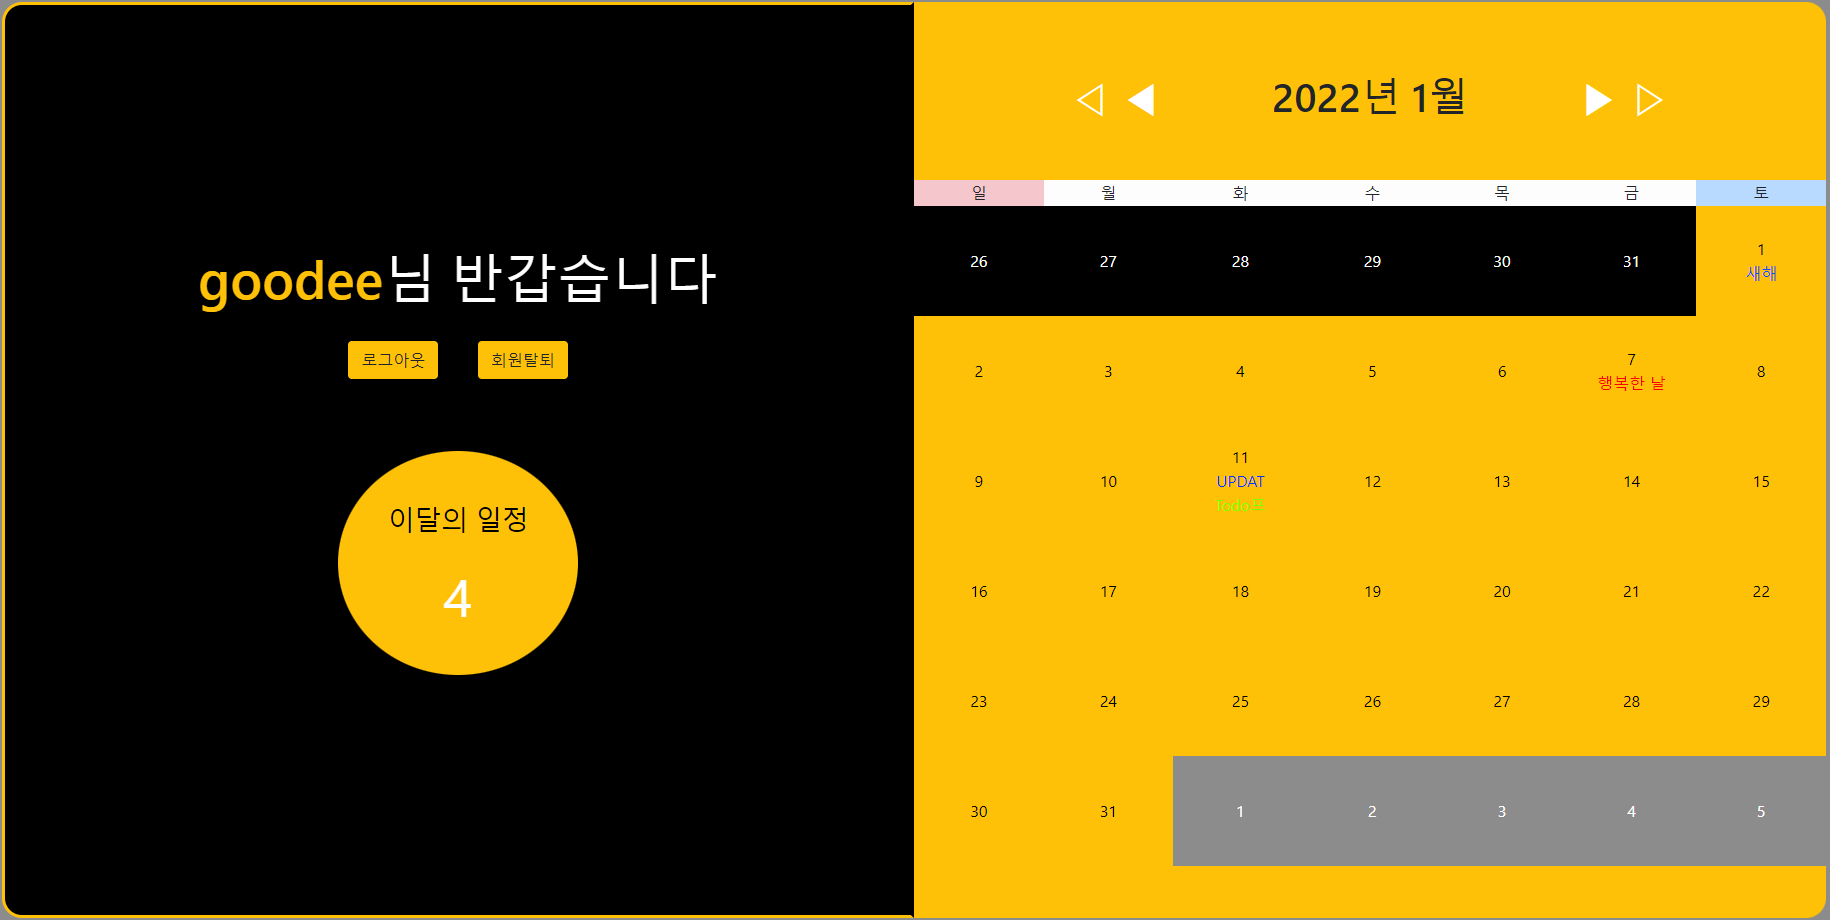 goodee님 반갑습니다
로그아웃 회원탈퇴
이달의 일정
4
2022년 1월
일 월 화 수 목 금 토
26 27 28 29 30 31 1
새해
2 3 4 5 6 7 8
행복한 날
9 10 11 12 13 14 15
UPDAT
Todo
16 17 18 19 20 21 22
23 24 25 26 27 28 29
30 31 1 2 3 4 5